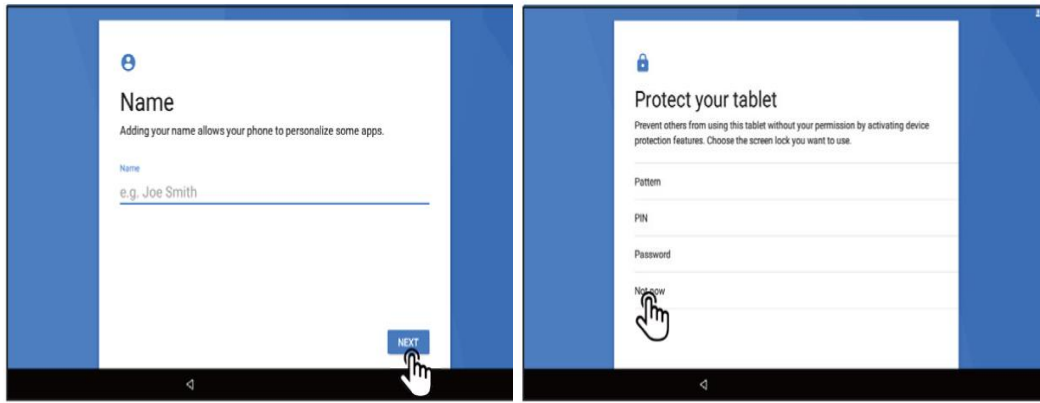 Name
Adding your name allows your phone to personalize some apps.
Name
e.g. Joe Smith
NEXT
Protect your tablet
Prevent others from using this tablet without your permission by activating device
protection features. Choose the screen lock you want to use.
Pattern
PIN
Password
Not now